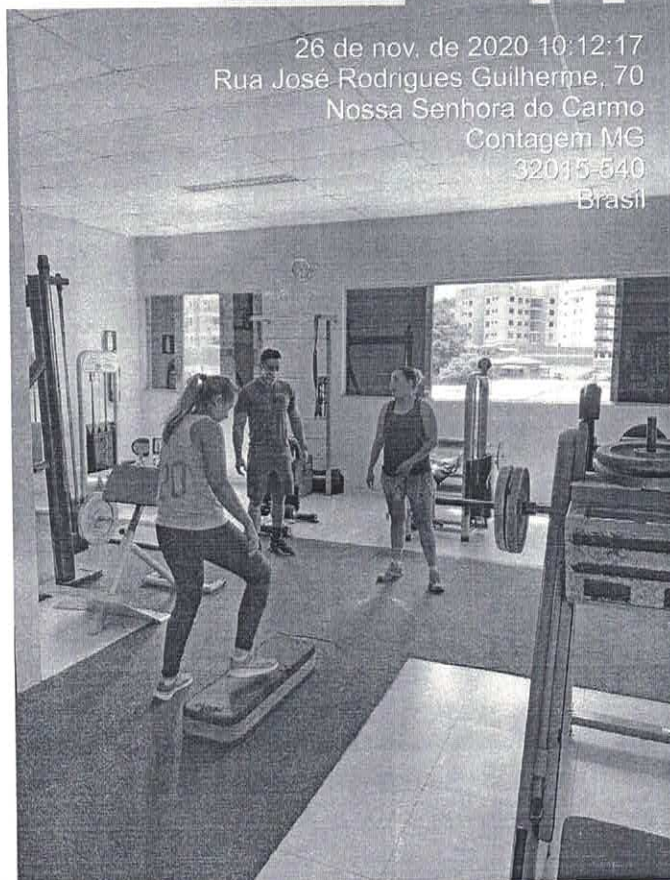 26 de nov. de 2020 10:12:17
Rua José Rodrigues Guilherme, 70
Nossa Senhora do Carmo
Contagem MG
32015-540
Brasil